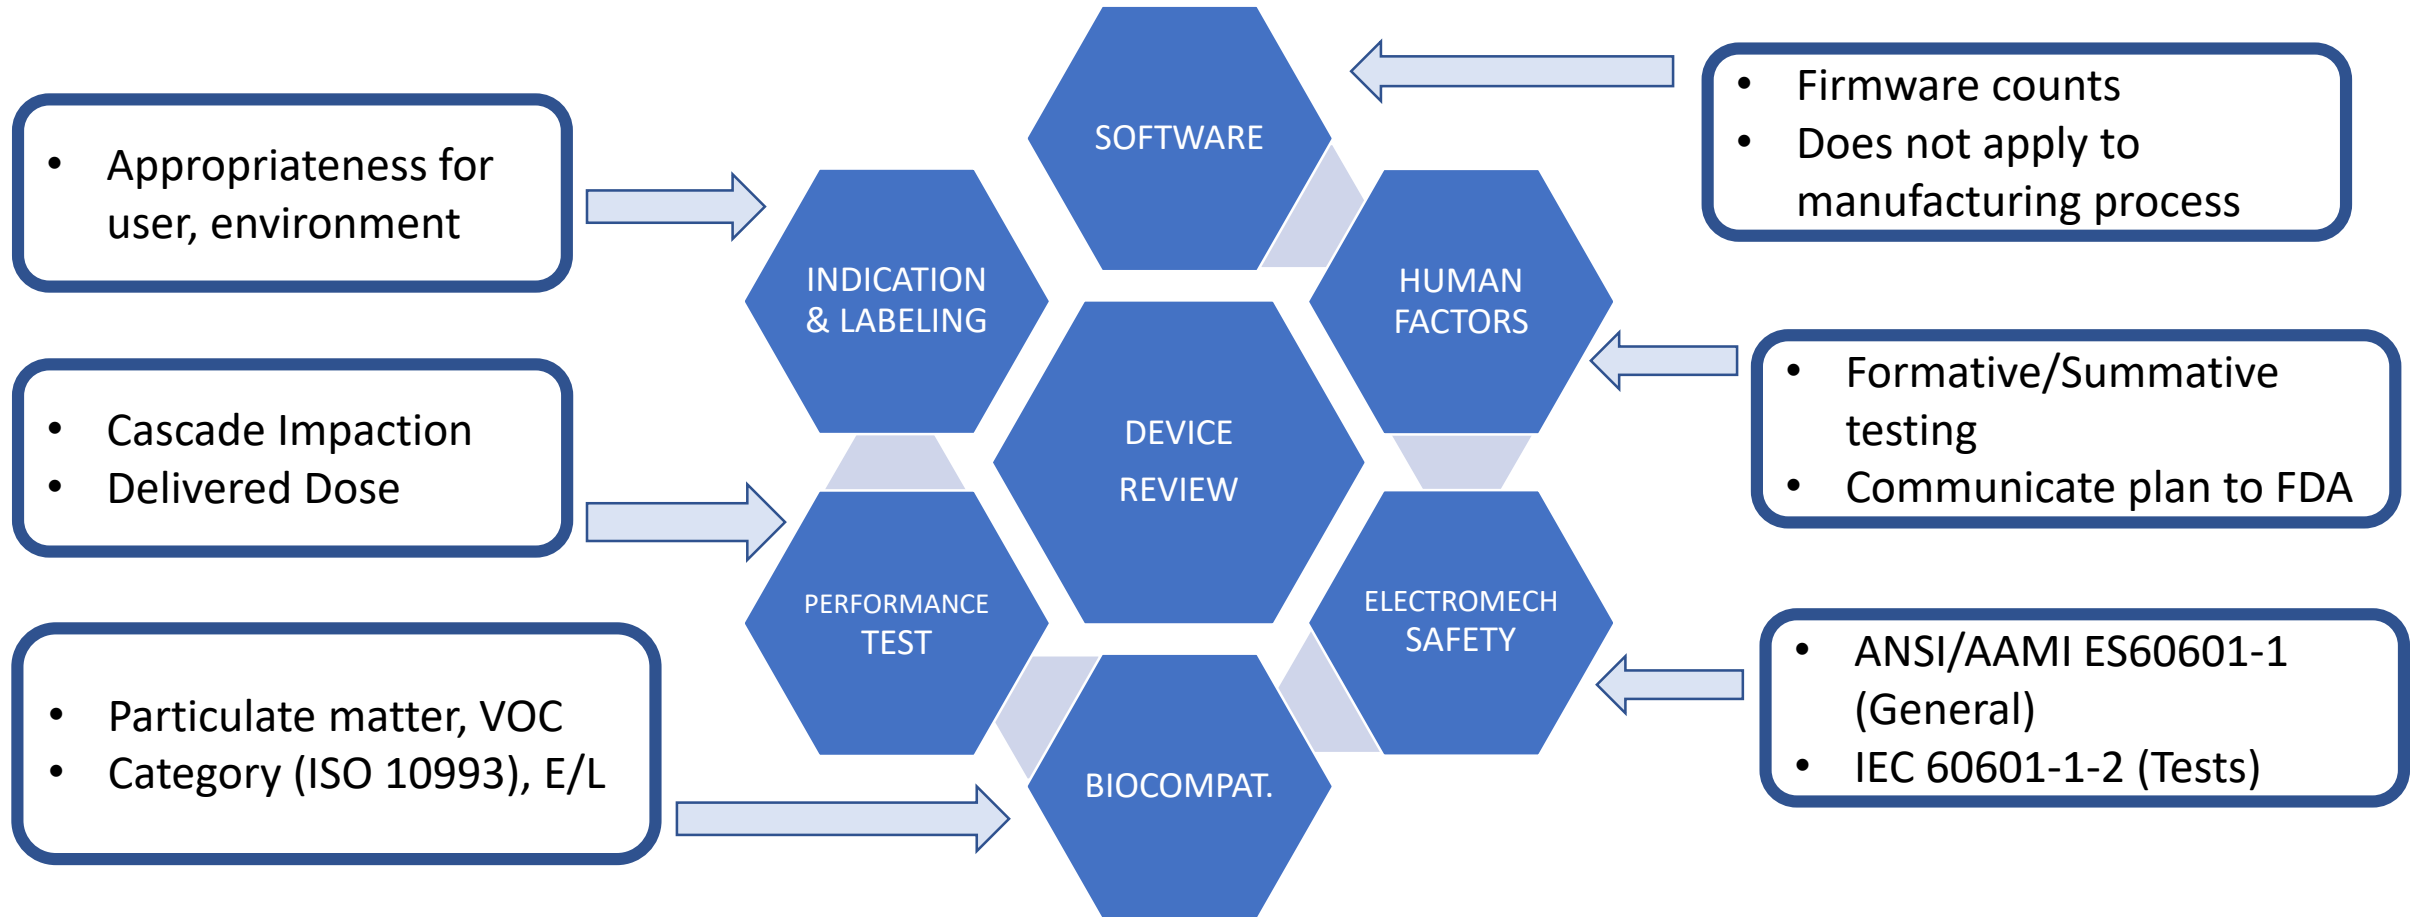 SOFTWARE
• Firmware counts
• Does not apply to
manufacturing process
• Appropriateness for
user, environment
INDICATION
& LABELING
HUMAN
FACTORS
• Formative/Summative
testing
• Communicate plan to FDA
• Cascade Impaction
• Delivered Dose
DEVICE
REVIEW
PERFORMANCE
TEST
ELECTROMECH
SAFETY
• ANSI/AAMI ES60601-1
(General)
• IEC 60601-1-2 (Tests)
• Particulate matter, VOC
• Category (ISO 10993), E/L
BIOCOMPAT.